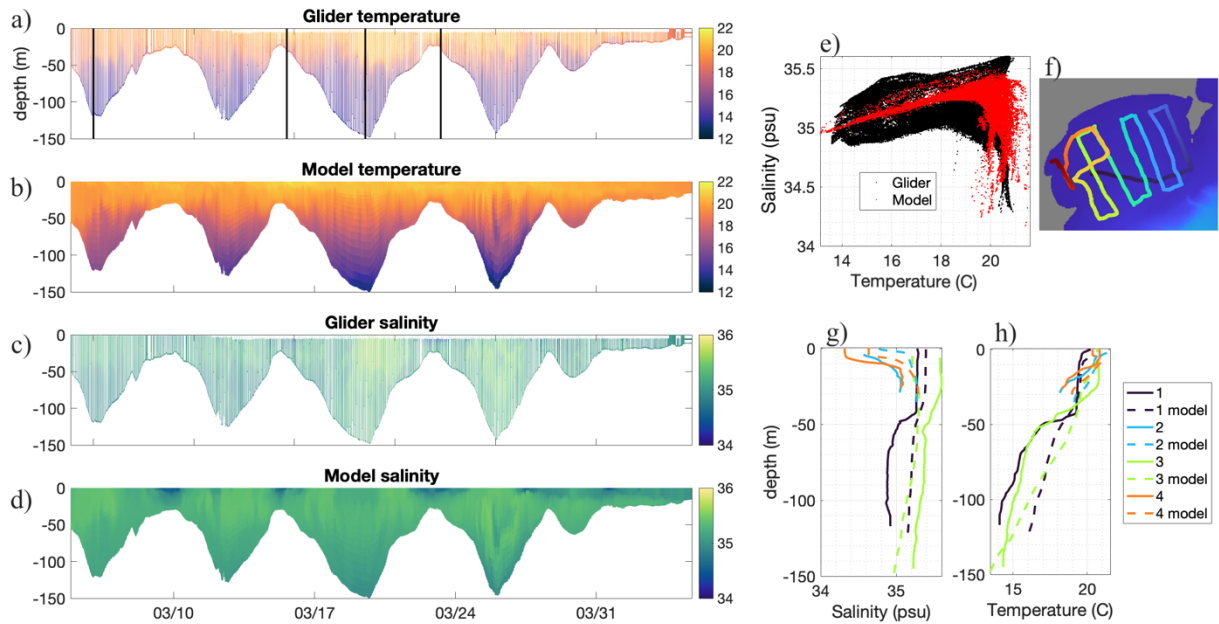 a)
Glider temperature
0
-50
-100
-150
depth (m)
22
20
18
16
14
12
b)
Model temperature
0
-50
-100
-150
22
20
18
16
14
12
c)
Glider salinity
0
-50
-100
-150
36
35
34
d)
Model salinity
0
-50
-100
-150
03/10
03/17
03/24
03/31
36
35
34
e)
35.5
35
34.5
34
Salinity (psu)
14
16
18
20
Temperature (C)
Glider
Model
f)
g)
0
-50
-100
-150
depth (m)
34
35
Salinity (psu)
h)
0
-50
-100
-150
15
20
Temperature (C)
1
1 model
2
2 model
3
3 model
4
4 model